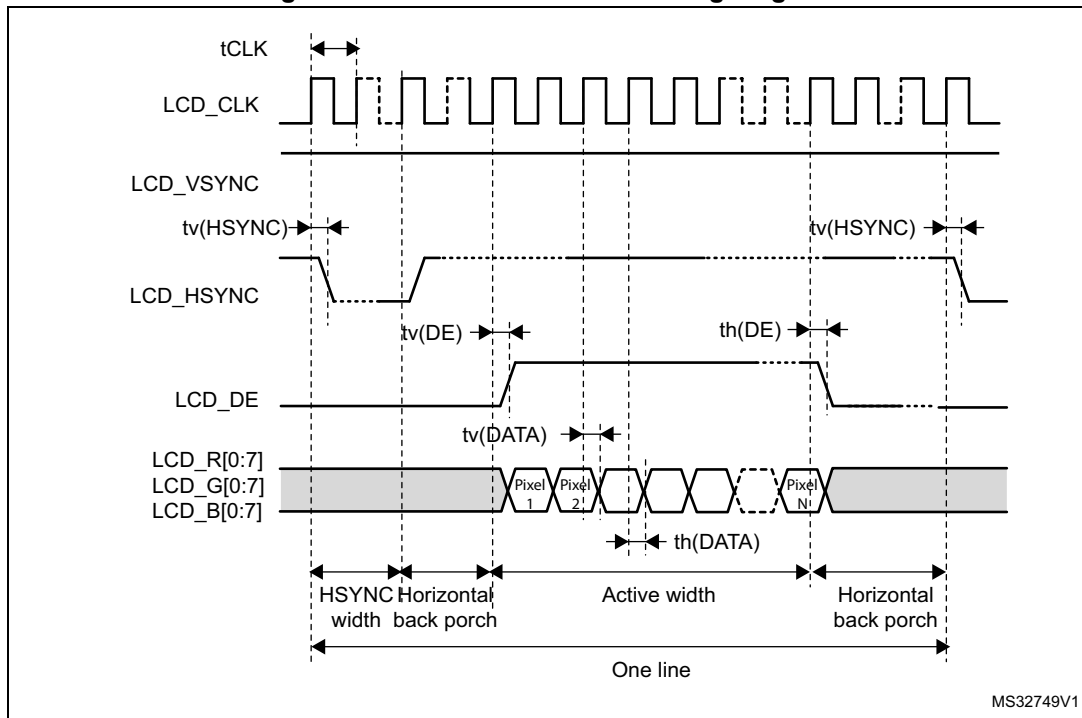 tCLK
LCD_CLK
LCD_VSYNC
tv(HSYNC)
tv(HSYNC)
LCD_HSYNC
tv(DE)
th(DE)
LCD_DE
tv(DATA)
LCD_R[0:7]
LCD_G[0:7]
LCD_B[0:7]
Pixel
1
Pixel
2
Pixel
N
th(DATA)
HSYNC
width
Horizontal
back porch
Active width
Horizontal
back porch
One line
MS32749V1